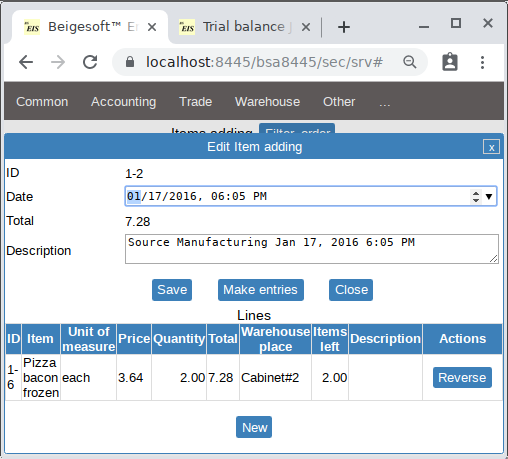 EIS Beigesoft™ E
EIS Trial balance
localhost:8445/bsa8445/sec/srv#
Common Accounting Trade Warehouse Other ...
Items adding Filter, order
Edit Item adding x
ID 1-2
Date 01/17/2016, 06:05 PM
Total 7.28
Description Source Manufacturing Jan 17, 2016 6:05 PM
Save Make entries Close
Lines
ID Item Unit of measure Price Quantity Total Warehouse place Items left Description Actions
1-6 Pizza bacon frozen each 3.64 2.00 7.28 Cabinet#2 2.00 Reverse
New